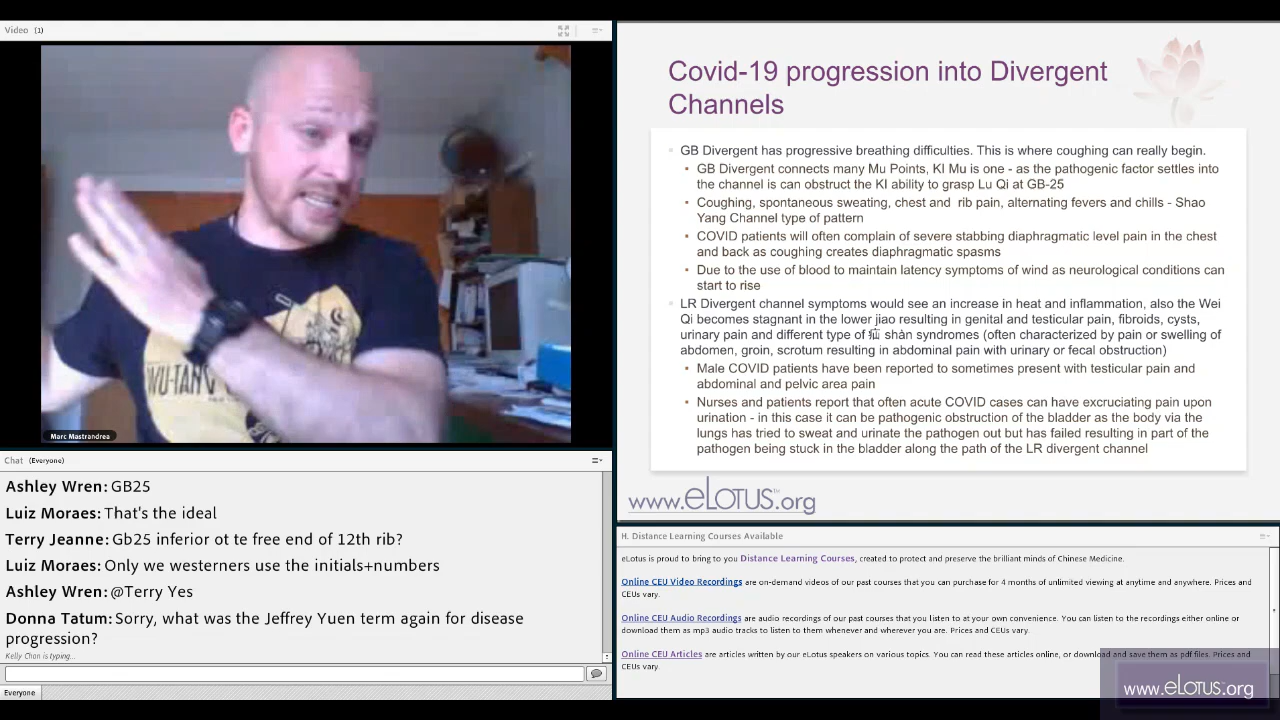 Video (1)
WU-TANG
Marc Mastrandrea
Chat (Everyone)
Ashley Wren: GB25
Luiz Moraes: That's the ideal
Terry Jeanne: Gb25 inferior ot te free end of 12th rib?
Luiz Moraes: Only we westerners use the initials+numbers
Ashley Wren: @Terry Yes
Donna Tatum: Sorry, what was the Jeffrey Yuen term again for disease
progression?
Kelly Chan is typing...
Everyone
Covid-19 progression into Divergent
Channels
GB Divergent has progressive breathing difficulties. This is where coughing can really begin.
GB Divergent connects many Mu Points, KI Mu is one - as the pathogenic factor settles into
the channel is can obstruct the KI ability to grasp Lu Qi at GB-25
Coughing, spontaneous sweating, chest and rib pain, alternating fevers and chills - Shao
Yang Channel type of pattern
COVID patients will often complain of severe stabbing diaphragmatic level pain in the chest
and back as coughing creates diaphragmatic spasms
Due to the use of blood to maintain latency symptoms of wind as neurological conditions can
start to rise
LR Divergent channel symptoms would see an increase in heat and inflammation, also the Wei
Qi becomes stagnant in the lower jiao resulting in genital and testicular pain, fibroids, cysts,
urinary pain and different type of shàn syndromes (often characterized by pain or swelling of
abdomen, groin, scrotum resulting in abdominal pain with urinary or fecal obstruction)
Male COVID patients have been reported to sometimes present with testicular pain and
abdominal and pelvic area pain
Nurses and patients report that often acute COVID cases can have excruciating pain upon
urination - in this case it can be pathogenic obstruction of the bladder as the body via the
lungs has tried to sweat and urinate the pathogen out but has failed resulting in part of the
pathogen being stuck in the bladder along the path of the LR divergent channel
www.eLOTUS.org
H. Distance Learning Courses Available
eLotus is proud to bring to you Distance Learning Courses, created to protect and preserve the brilliant minds of Chinese Medicine.
Online CEU Video Recordings are on-demand videos of our past courses that you can purchase for 4 months of unlimited viewing at anytime and anywhere. Prices and
CEUs vary.
Online CEU Audio Recordings are audio recordings of our past courses that you listen to at your own convenience. You can listen to the recordings either online or
download them as mp3 audio tracks to listen to them whenever and wherever you are. Prices and CEUs vary.
Online CEU Articles are articles written by our eLotus speakers on various topics. You can read these articles online, or download and save them as pdf files. Prices and
CEUs vary.
www.eLOTUS.org